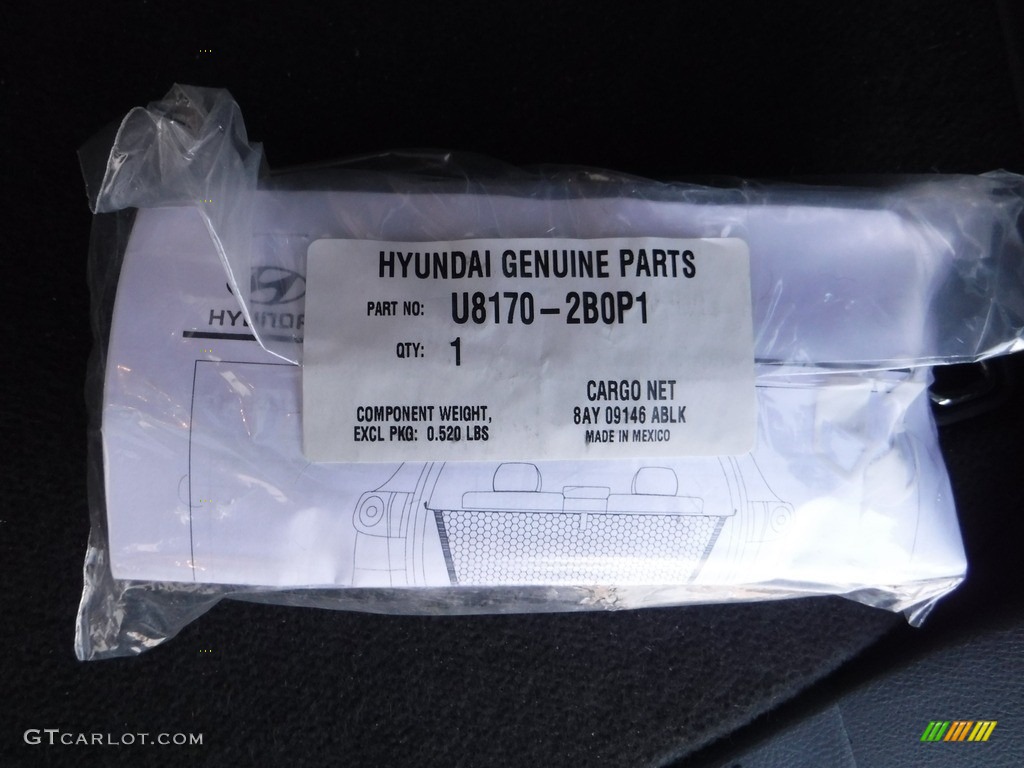 HYUNDAI GENUINE PARTS
PART NO: U8170-2B0P1
QTY: 1
CARGO NET
COMPONENT WEIGHT, 8AY 09146 ABLK
EXCL PKG: 0.520 LBS MADE IN MEXICO
GTCARLOT.COM